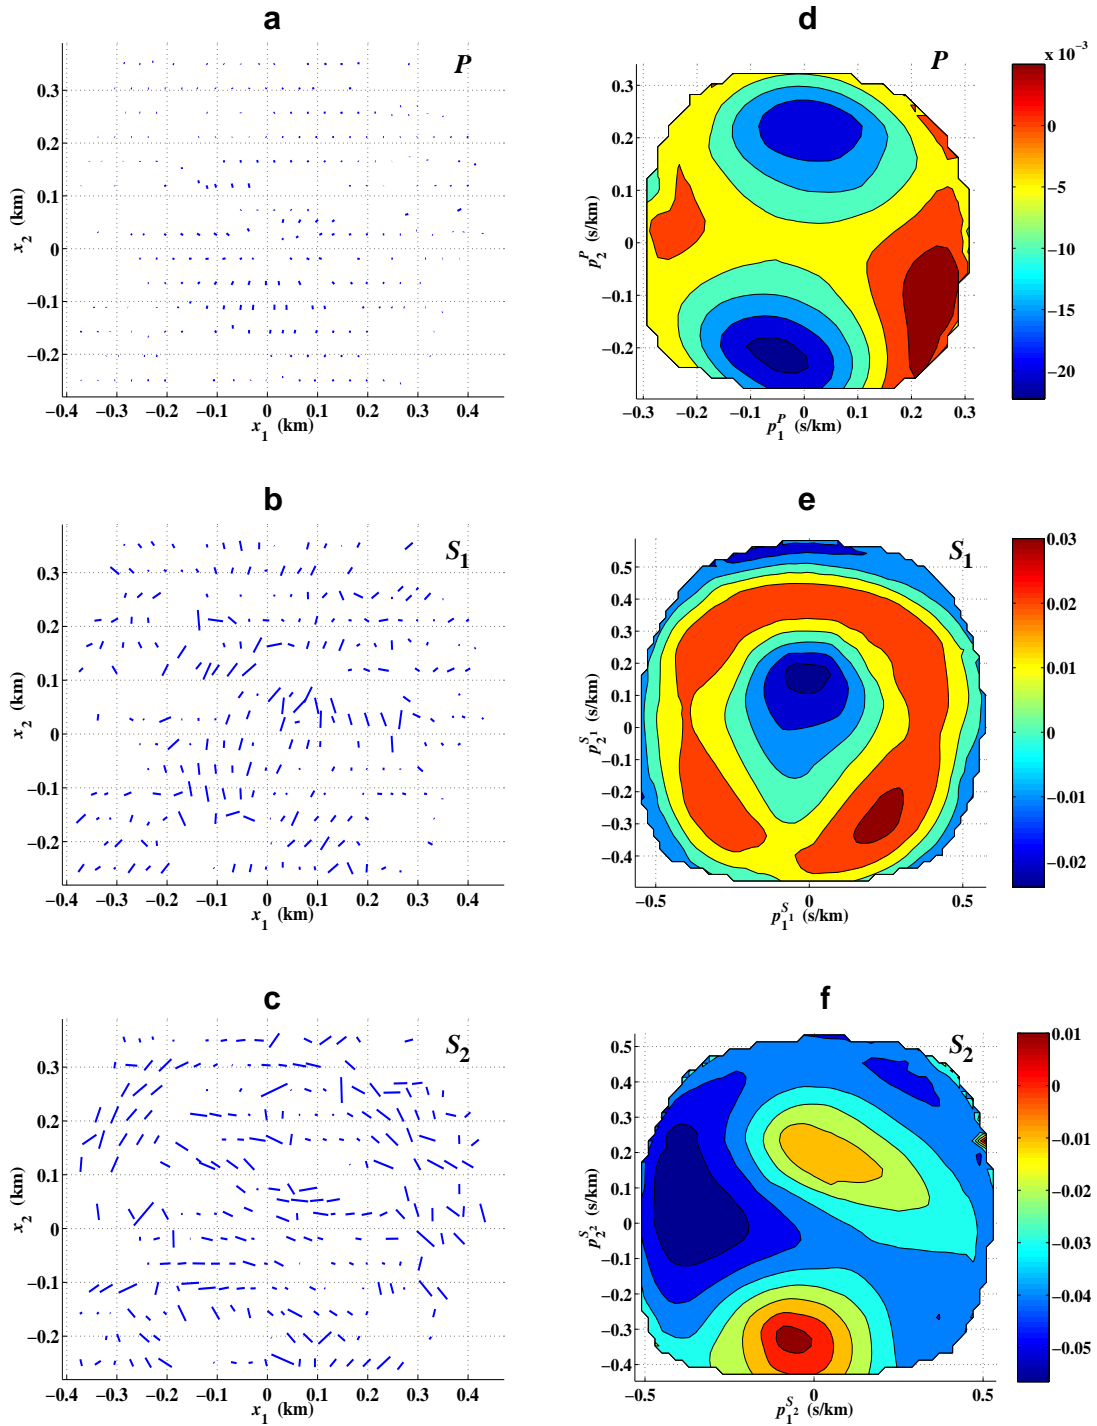 a
P
0.3
0.2
0.1
0
−0.1
−0.2
x2 (km)
−0.4 −0.3 −0.2 −0.1 0 0.1 0.2 0.3 0.4
x1 (km)
d
P
x 10−3
0.3
0.2
0.1
0
−0.1
−0.2
p2P (s/km)
−0.3 −0.2 −0.1 0 0.1 0.2 0.3
p1P (s/km)
0
−5
−10
−15
−20
b
S1
0.3
0.2
0.1
0
−0.1
−0.2
x2 (km)
−0.4 −0.3 −0.2 −0.1 0 0.1 0.2 0.3 0.4
x1 (km)
e
S1
0.5
0.4
0.3
0.2
0.1
0
−0.1
−0.2
−0.3
−0.4
p2S1 (s/km)
−0.5 0 0.5
p1S1 (s/km)
0.03
0.02
0.01
0
−0.01
−0.02
c
S2
0.3
0.2
0.1
0
−0.1
−0.2
x2 (km)
−0.4 −0.3 −0.2 −0.1 0 0.1 0.2 0.3 0.4
x1 (km)
f
S2
0.5
0.4
0.3
0.2
0.1
0
−0.1
−0.2
−0.3
−0.4
p2S2 (s/km)
−0.5 0 0.5
p1S2 (s/km)
0.01
0
−0.01
−0.02
−0.03
−0.04
−0.05